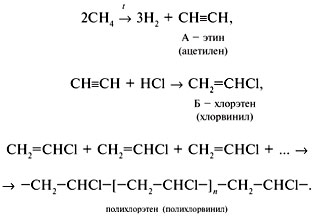 2CH₄ →ᵗ 3H₂ + CH≡CH,
А – этин
(ацетилен)
CH≡CH + HCl → CH₂=CHCl,
Б – хлорэтен
(хлорвинил)
CH₂=CHCl + CH₂=CHCl + CH₂=CHCl + ... →
→ –CH₂–CHCl–[–CH₂–CHCl–]ₙ–CH₂–CHCl–.
полихлорэтен (полихлорвинил)